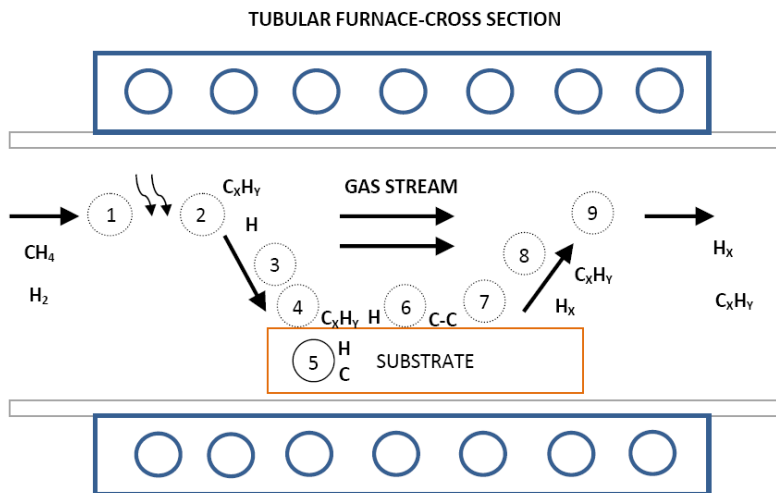 TUBULAR FURNACE-CROSS SECTION
CXHY
GAS STREAM
1
2
9
H
CH4
H2
3
8
HX
CXHY
CXHY
4
6
7
HX
CXHY
H
C-C
5
H
C
SUBSTRATE